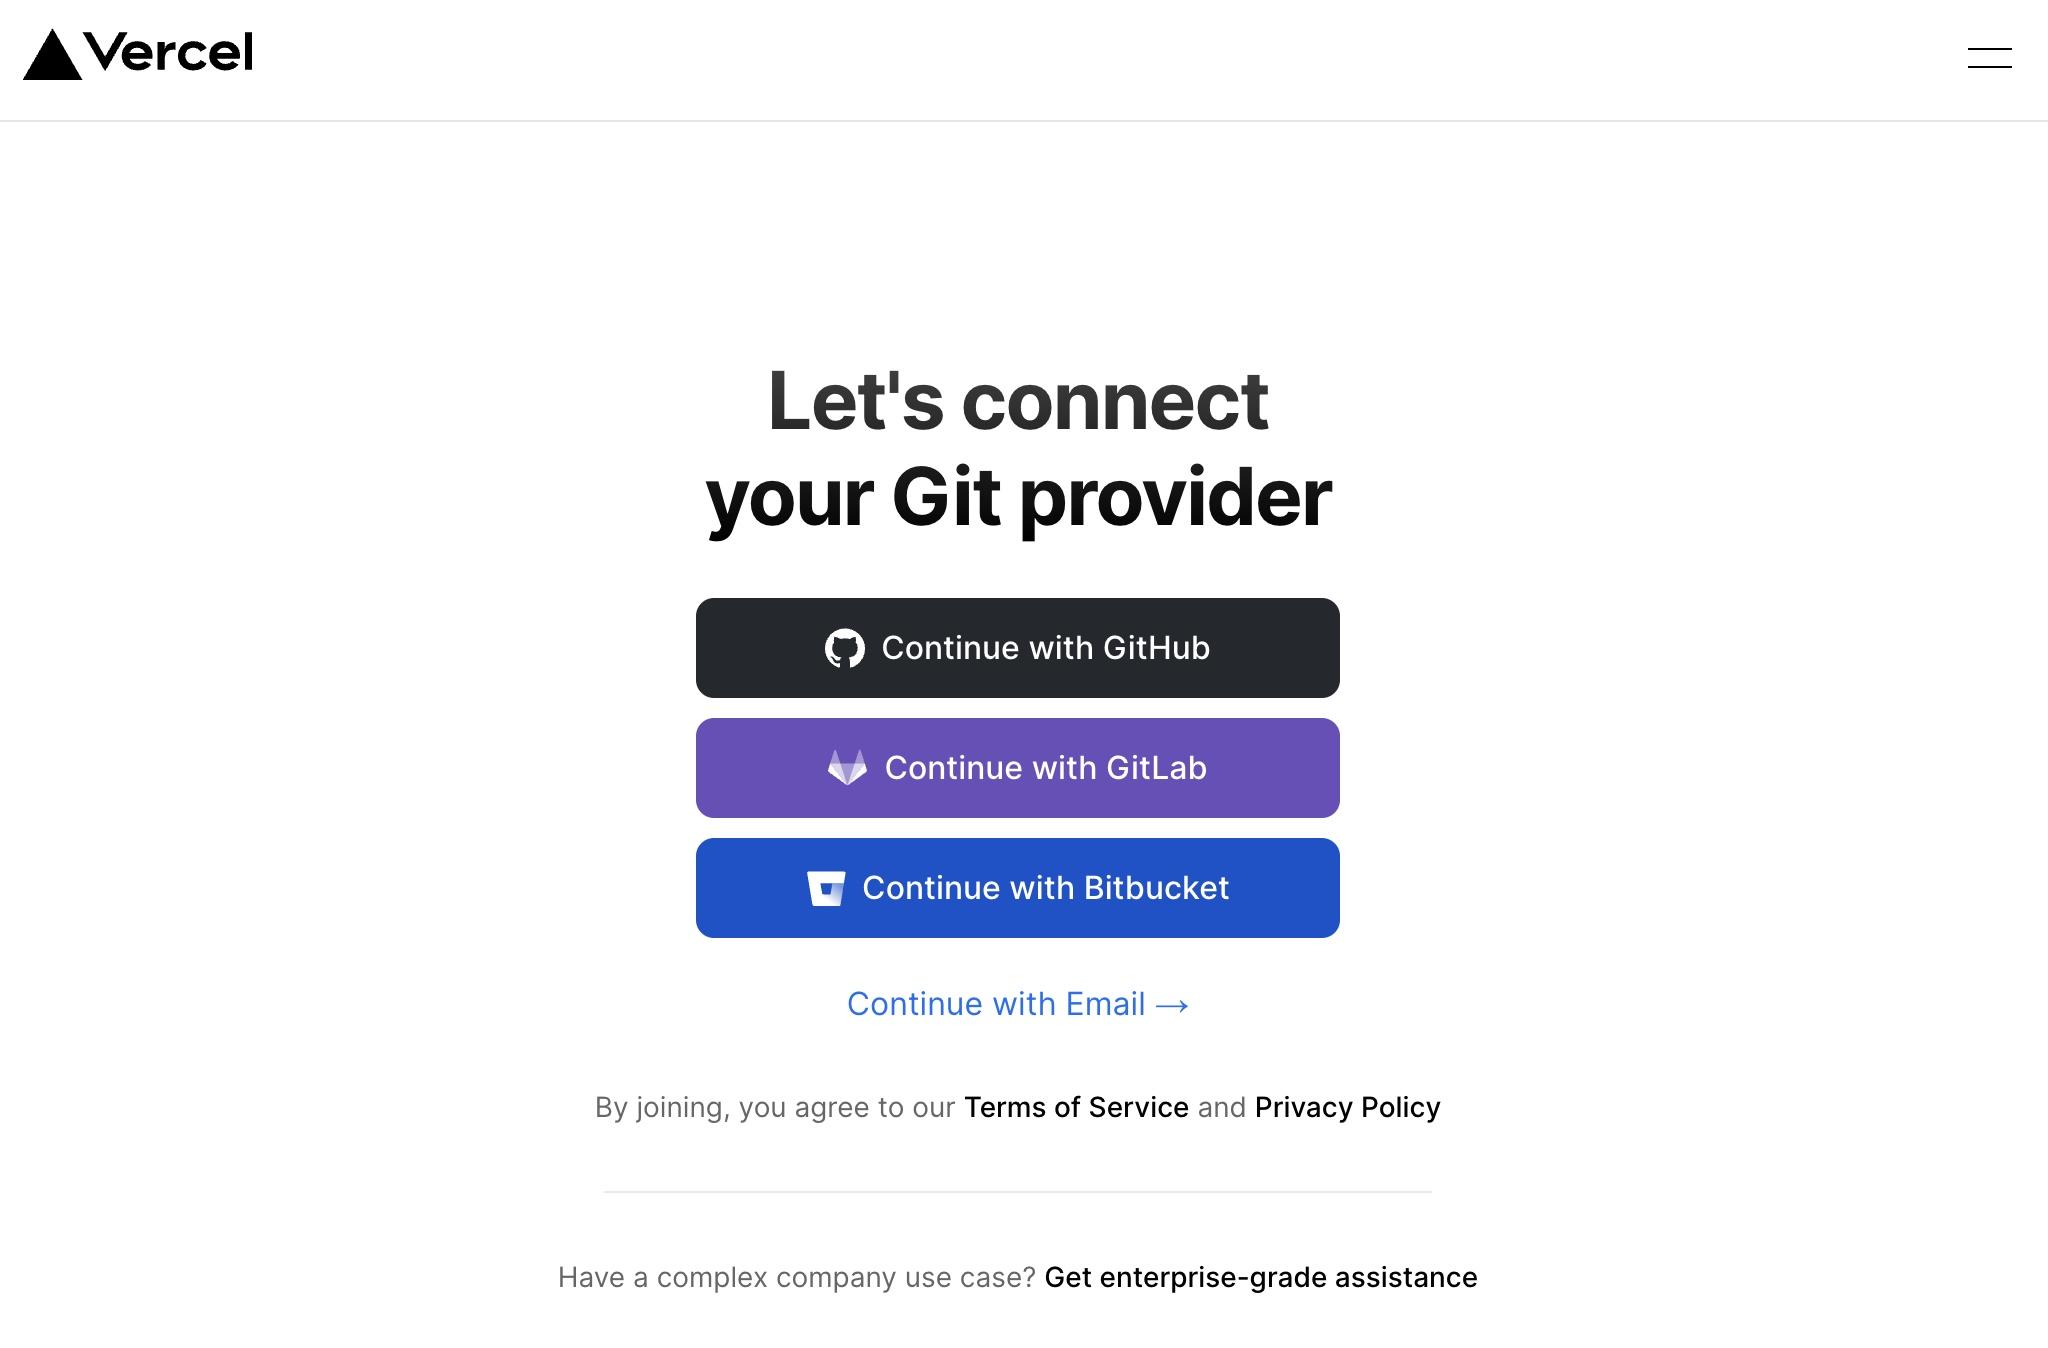 Vercel
Let's connect
your Git provider
Continue with GitHub
Continue with GitLab
Continue with Bitbucket
Continue with Email →
By joining, you agree to our Terms of Service and Privacy Policy
Have a complex company use case? Get enterprise-grade assistance